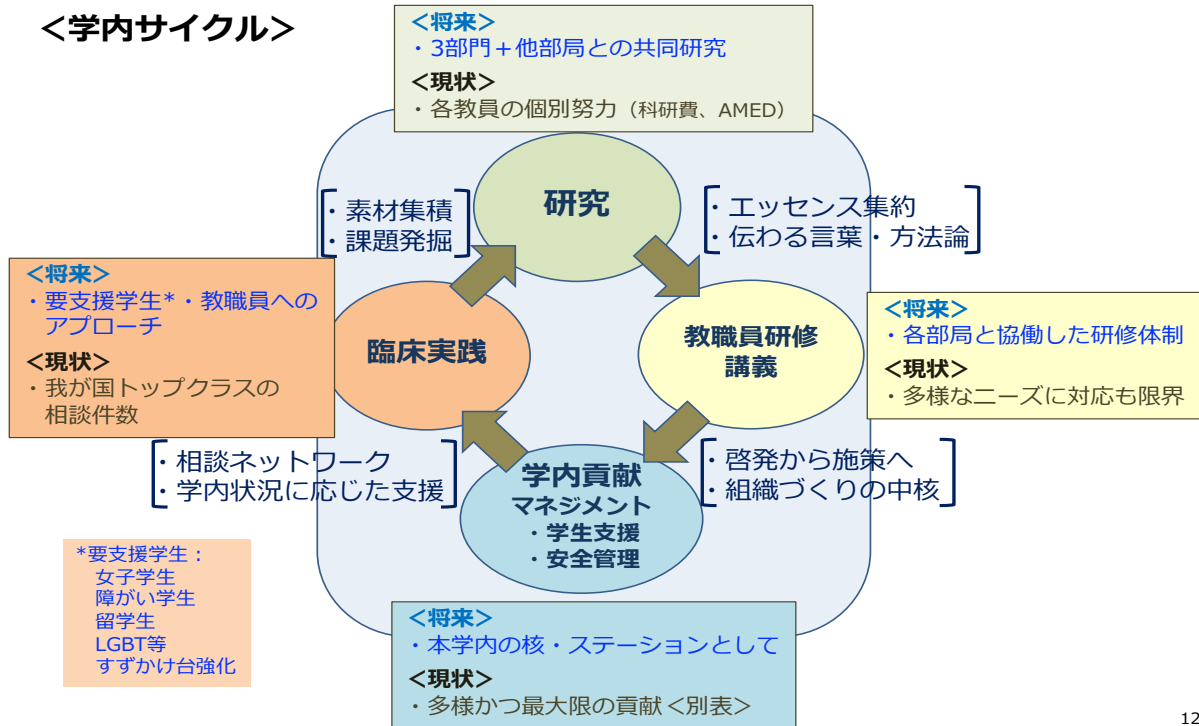 ＜学内サイクル＞
＜将来＞
・3部門＋他部局との共同研究
＜現状＞
・各教員の個別努力（科研費、AMED）
研究
・素材集積
・課題発掘
・エッセンス集約
・伝わる言葉・方法論
＜将来＞
・要支援学生*・教職員への
アプローチ
＜現状＞
・我が国トップクラスの
相談件数
臨床実践
教職員研修
講義
＜将来＞
・各部局と協働した研修体制
＜現状＞
・多様なニーズに対応も限界
・相談ネットワーク
・学内状況に応じた支援
学内貢献
マネジメント
・学生支援
・安全管理
・啓発から施策へ
・組織づくりの中核
*要支援学生：
女子学生
障がい学生
留学生
LGBT等
すずかけ台強化
＜将来＞
・本学内の核・ステーションとして
＜現状＞
・多様かつ最大限の貢献＜別表＞
12